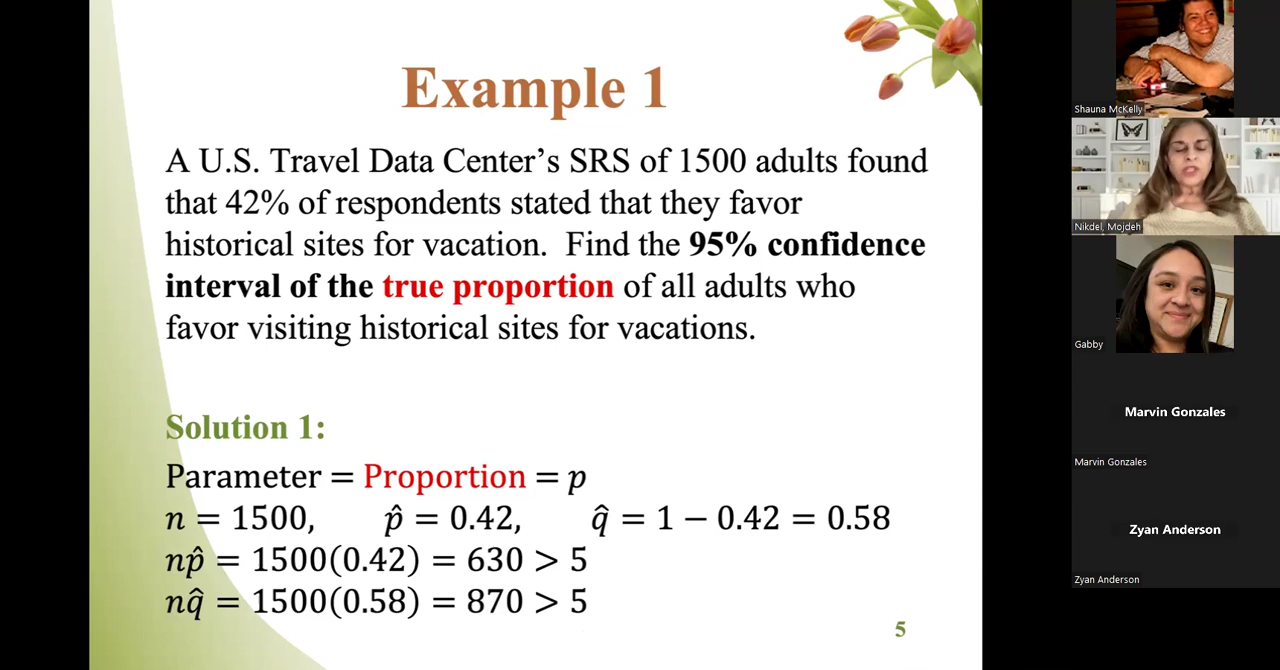 Example 1
A U.S. Travel Data Center’s SRS of 1500 adults found
that 42% of respondents stated that they favor
historical sites for vacation.  Find the 95% confidence
interval of the true proportion of all adults who
favor visiting historical sites for vacations.
Solution 1:
Parameter = Proportion = p
n = 1500, p̂ = 0.42, q̂ = 1 − 0.42 = 0.58
np̂ = 1500(0.42) = 630 > 5
nq̂ = 1500(0.58) = 870 > 5
5
Shauna McKelly
Nikdel, Mojdeh
Gabby
Marvin Gonzales
Marvin Gonzales
Zyan Anderson
Zyan Anderson